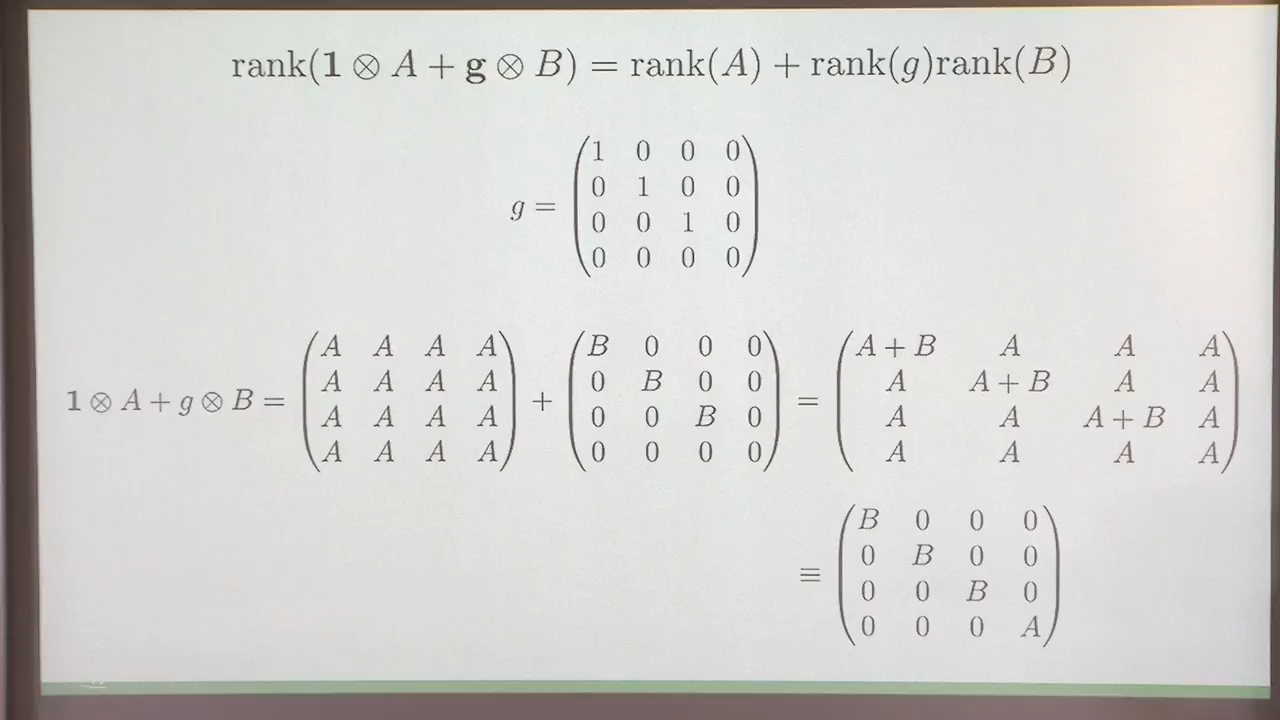 rank(𝟏 ⊗ A + 𝐠 ⊗ B) = rank(A) + rank(g)rank(B)
g = 
1 0 0 0
0 1 0 0
0 0 1 0
0 0 0 0
𝟏 ⊗ A + g ⊗ B =
A A A A
A A A A
A A A A
A A A A
+
B 0 0 0
0 B 0 0
0 0 B 0
0 0 0 0
=
A + B A A A
A A + B A A
A A A + B A
A A A A
≡
B 0 0 0
0 B 0 0
0 0 B 0
0 0 0 A